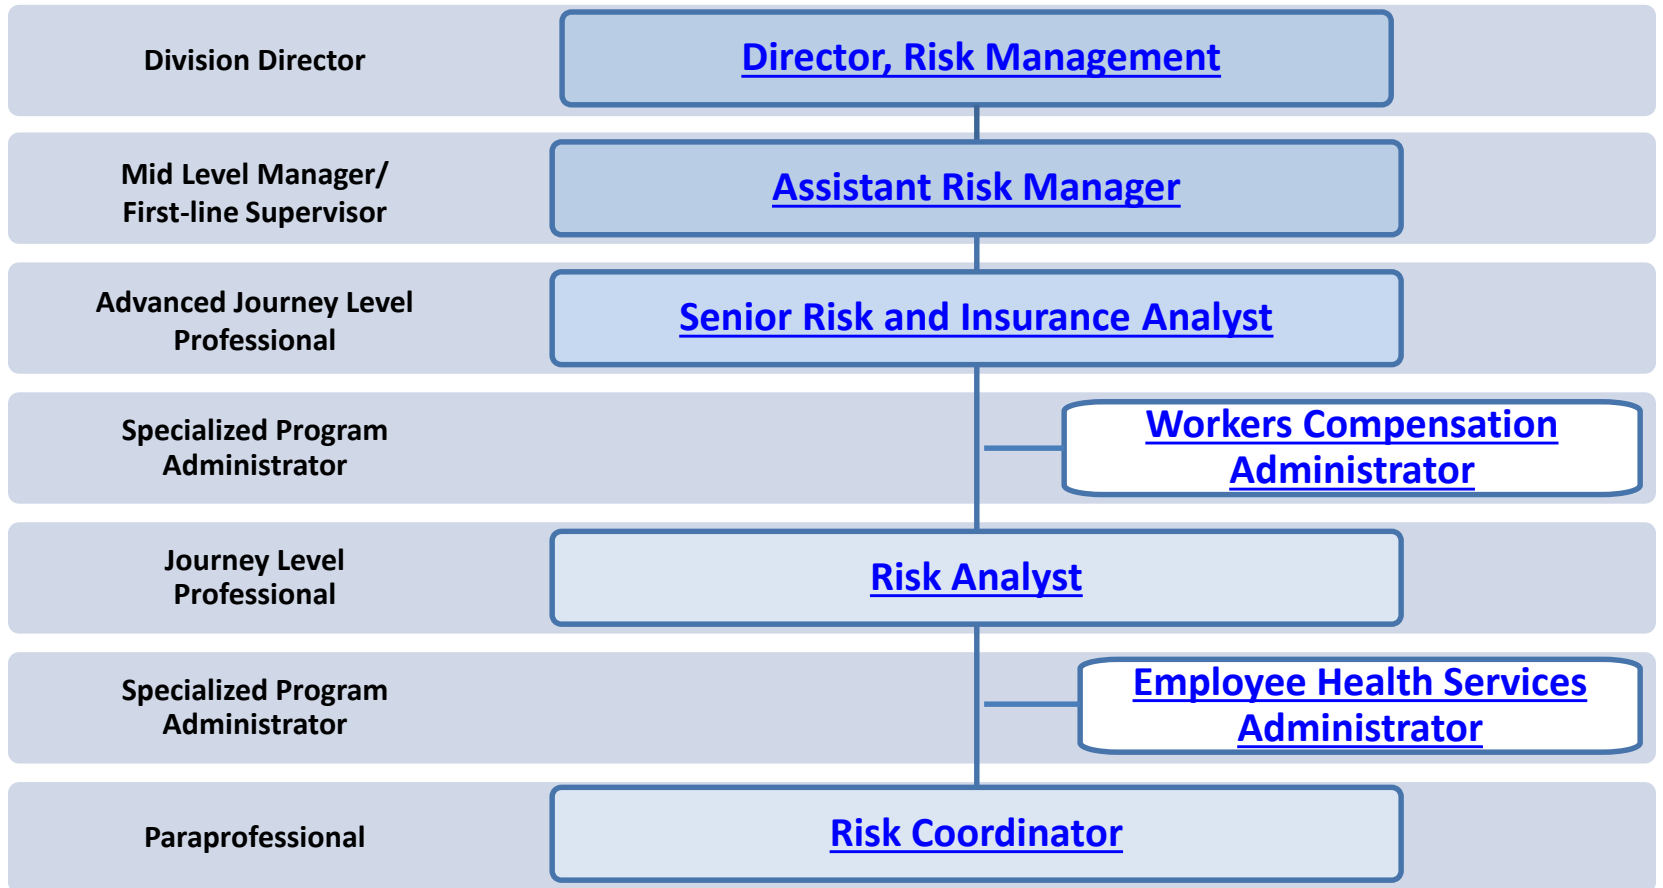 Division Director
Director, Risk Management
Mid Level Manager/
First-line Supervisor
Assistant Risk Manager
Advanced Journey Level
Professional
Senior Risk and Insurance Analyst
Specialized Program
Administrator
Workers Compensation
Administrator
Journey Level
Professional
Risk Analyst
Specialized Program
Administrator
Employee Health Services
Administrator
Paraprofessional
Risk Coordinator